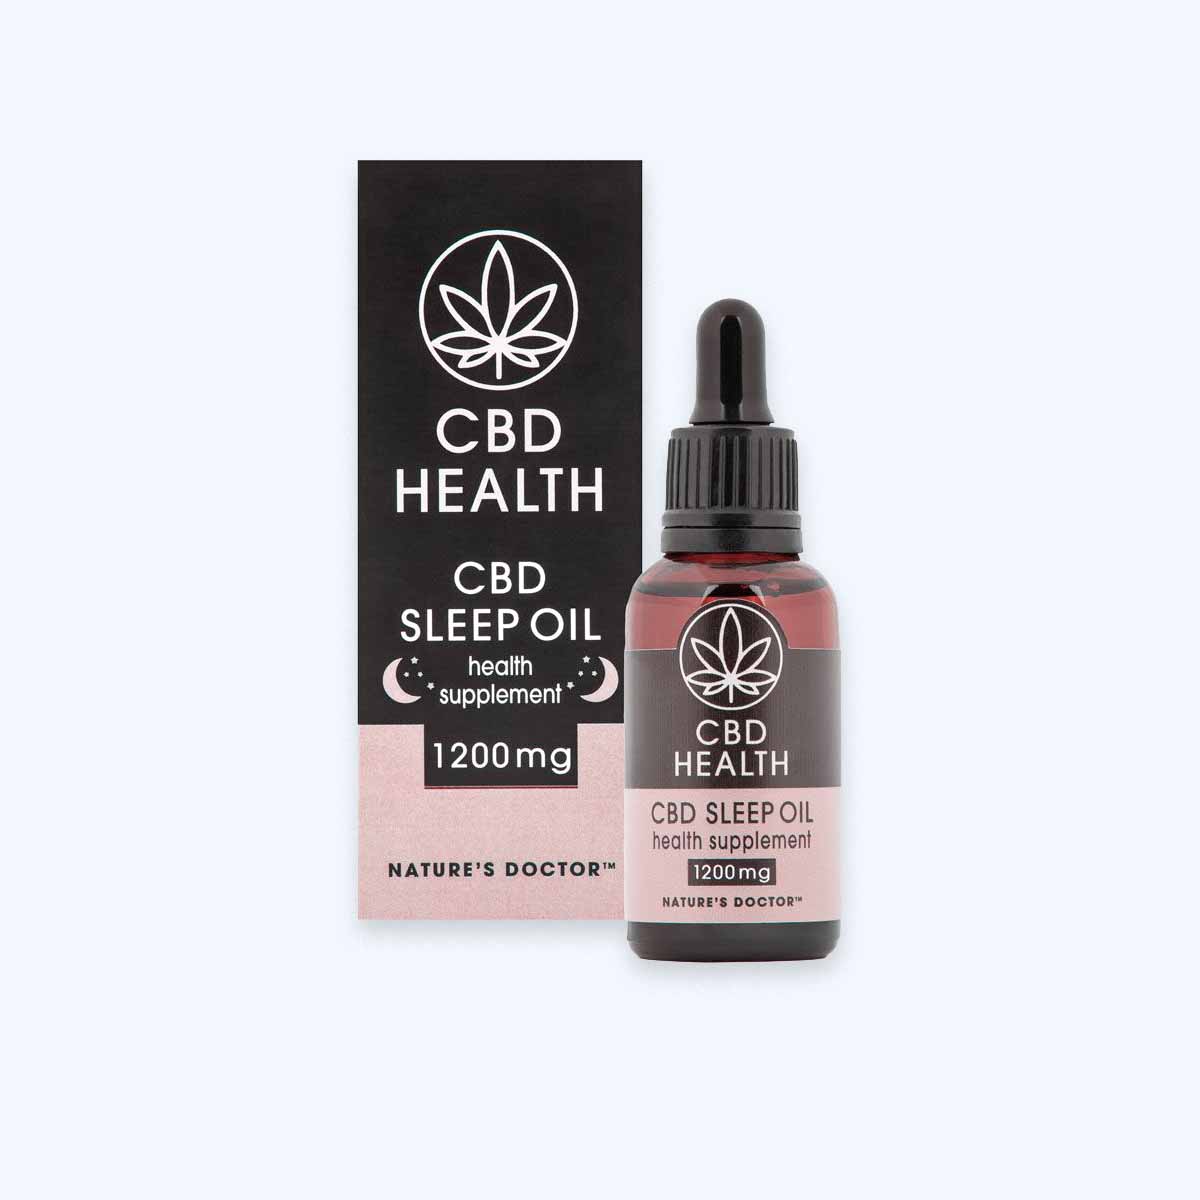 CBD
HEALTH
CBD
SLEEP OIL
health
supplement
1200mg
NATURE'S DOCTOR™
CBD
HEALTH
CBD SLEEP OIL
health supplement
1200mg
NATURE'S DOCTOR™